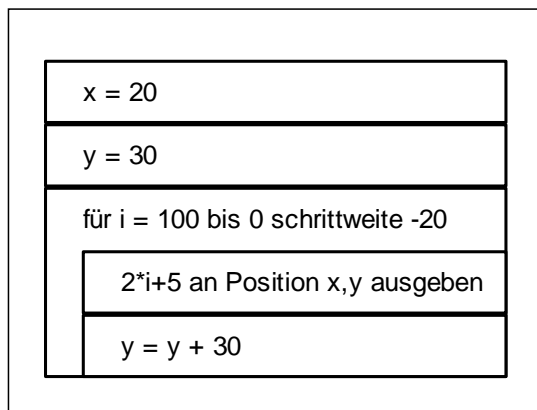 x = 20
y = 30
für i = 100 bis 0 schrittweite -20
2*i+5 an Position x,y ausgeben
y = y + 30